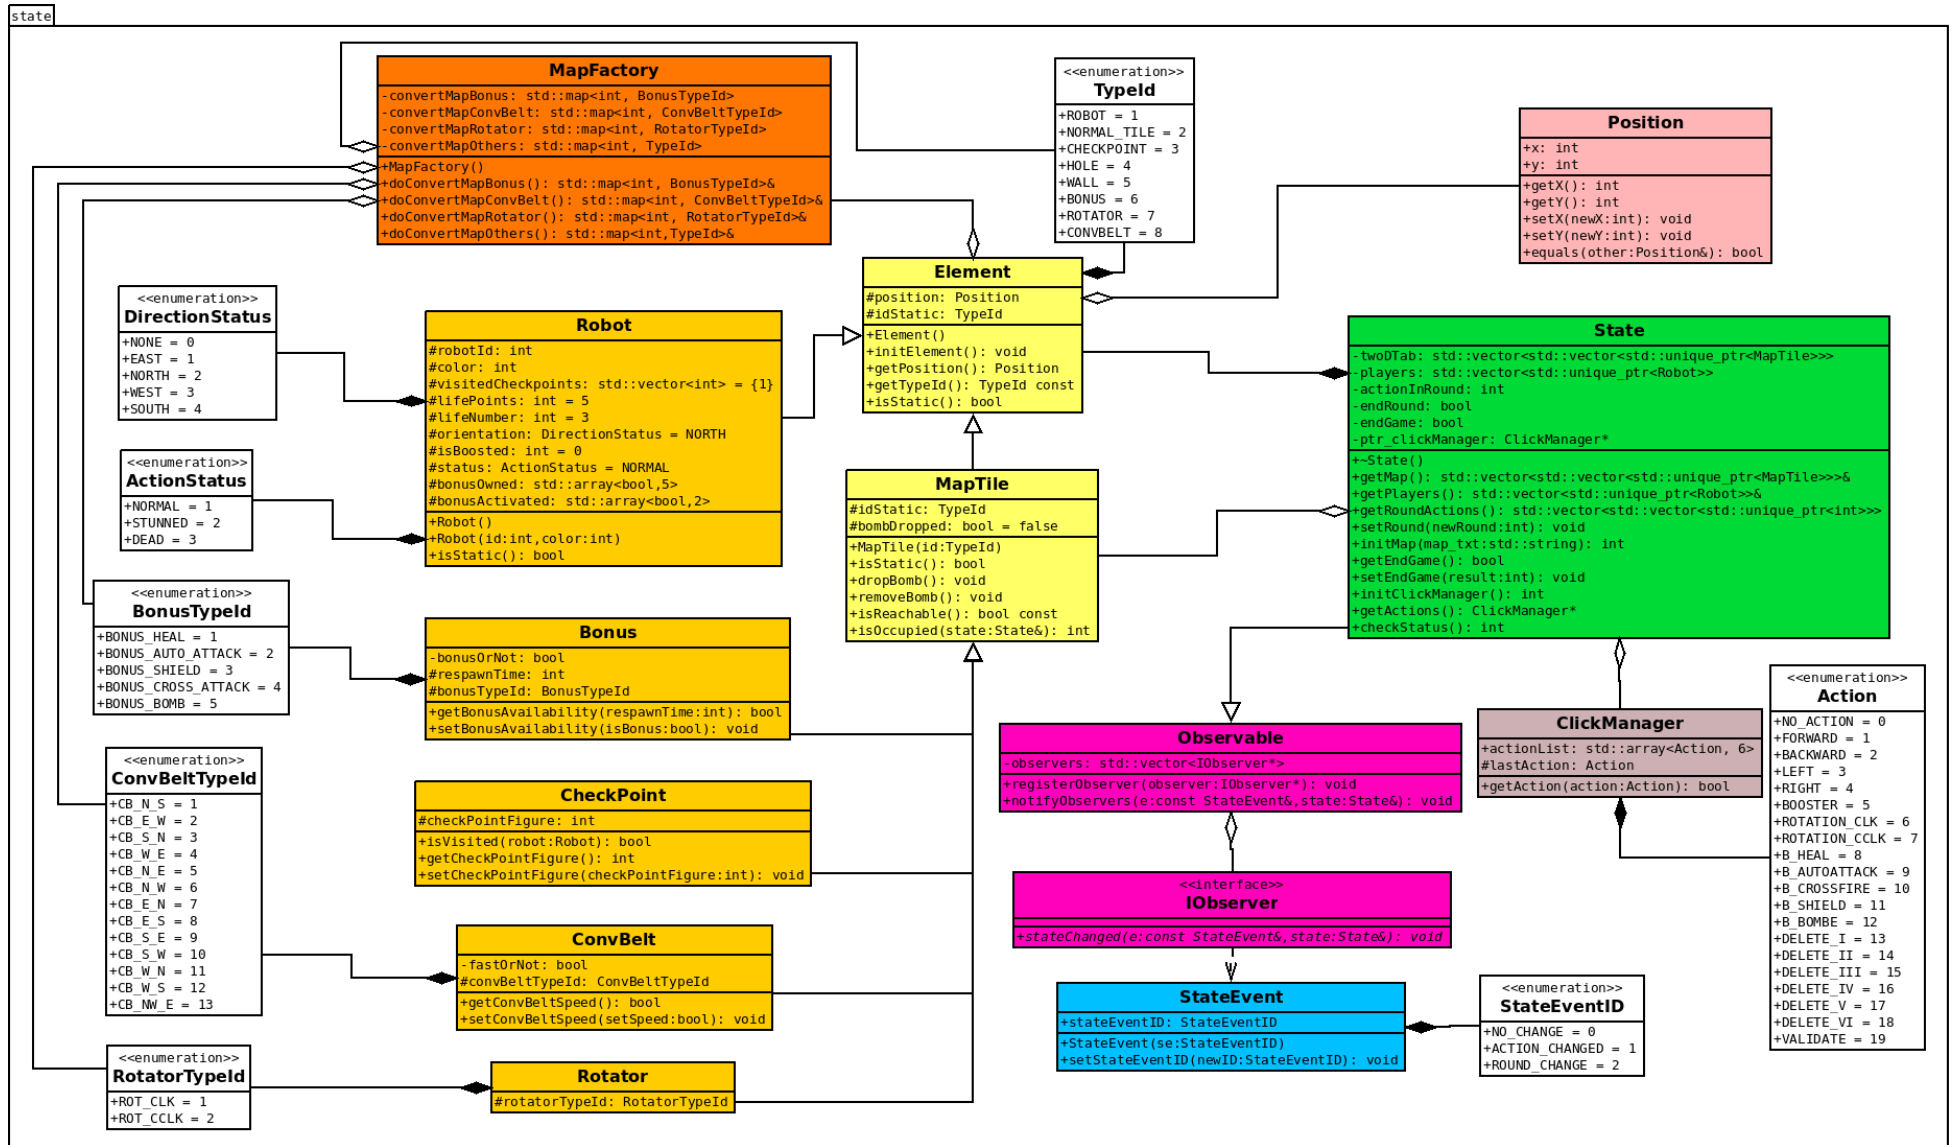 state
MapFactory
-convertMapBonus: std::map<int, BonusTypeId>
-convertMapConvBelt: std::map<int, ConvBeltTypeId>
-convertMapRotator: std::map<int, RotatorTypeId>
-convertMapOthers: std::map<int, TypeId>
+MapFactory()
+doConvertMapBonus(): std::map<int, BonusTypeId>&
+doConvertMapConvBelt(): std::map<int, ConvBeltTypeId>&
+doConvertMapRotator(): std::map<int, RotatorTypeId>&
+doConvertMapOthers(): std::map<int,TypeId>&
<<enumeration>>
TypeId
+ROBOT = 1
+NORMAL_TILE = 2
+CHECKPOINT = 3
+HOLE = 4
+WALL = 5
+BONUS = 6
+ROTATOR = 7
+CONVBELT = 8
Position
+x: int
+y: int
+getX(): int
+getY(): int
+setX(newX:int): void
+setY(newY:int): void
+equals(other:Position&): bool
Element
#position: Position
#idStatic: TypeId
+Element()
+initElement(): void
+getPosition(): Position
+getTypeId(): TypeId const
+isStatic(): bool
<<enumeration>>
DirectionStatus
+NONE = 0
+EAST = 1
+NORTH = 2
+WEST = 3
+SOUTH = 4
Robot
#robotId: int
#color: int
#visitedCheckpoints: std::vector<int> = {1}
#lifePoints: int = 5
#lifeNumber: int = 3
#orientation: DirectionStatus = NORTH
#isBoosted: int = 0
#status: ActionStatus = NORMAL
#bonusOwned: std::array<bool,5>
#bonusActivated: std::array<bool,2>
+Robot()
+Robot(id:int,color:int)
+isStatic(): bool
State
-twoDTab: std::vector<std::vector<std::unique_ptr<MapTile>>>
-players: std::vector<std::unique_ptr<Robot>>
-actionInRound: int
-endRound: bool
-endGame: bool
-ptr_clickManager: ClickManager*
+~State()
+getMap(): std::vector<std::vector<std::unique_ptr<MapTile>>>&
+getPlayers(): std::vector<std::unique_ptr<Robot>>&
+getRoundActions(): std::vector<std::vector<std::unique_ptr<int>>>
+setRound(newRound:int): void
+initMap(map_txt:std::string): int
+getEndGame(): bool
+setEndGame(result:int): void
+initClickManager(): int
+getActions(): ClickManager*
+checkStatus(): int
<<enumeration>>
ActionStatus
+NORMAL = 1
+STUNNED = 2
+DEAD = 3
MapTile
#idStatic: TypeId
#bombDropped: bool = false
+MapTile(id:TypeId)
+isStatic(): bool
+dropBomb(): void
+removeBomb(): void
+isReachable(): bool const
+isOccupied(state:State&): int
<<enumeration>>
BonusTypeId
+BONUS_HEAL = 1
+BONUS_AUTO_ATTACK = 2
+BONUS_SHIELD = 3
+BONUS_CROSS_ATTACK = 4
+BONUS_BOMB = 5
Bonus
-bonusOrNot: bool
#respawnTime: int
#bonusTypeId: BonusTypeId
+getBonusAvailability(respawnTime:int): bool
+setBonusAvailability(isBonus:bool): void
<<enumeration>>
Action
+NO_ACTION = 0
+FORWARD = 1
+BACKWARD = 2
+LEFT = 3
+RIGHT = 4
+BOOSTER = 5
+ROTATION_CLK = 6
+ROTATION_CCLK = 7
+B_HEAL = 8
+B_AUTOATTACK = 9
+B_CROSSFIRE = 10
+B_SHIELD = 11
+B_BOMBE = 12
+DELETE_I = 13
+DELETE_II = 14
+DELETE_III = 15
+DELETE_IV = 16
+DELETE_V = 17
+DELETE_VI = 18
+VALIDATE = 19
ClickManager
+actionList: std::array<Action, 6>
#lastAction: Action
+getAction(action:Action): bool
Observable
-observers: std::vector<IObserver*>
+registerObserver(observer:IObserver*): void
+notifyObservers(e:const StateEvent&,state:State&): void
<<enumeration>>
ConvBeltTypeId
+CB_N_S = 1
+CB_E_W = 2
+CB_S_N = 3
+CB_W_E = 4
+CB_N_E = 5
+CB_N_W = 6
+CB_E_N = 7
+CB_E_S = 8
+CB_S_E = 9
+CB_S_W = 10
+CB_W_N = 11
+CB_W_S = 12
+CB_NW_E = 13
CheckPoint
#checkPointFigure: int
+isVisited(robot:Robot): bool
+getCheckPointFigure(): int
+setCheckPointFigure(checkPointFigure:int): void
<<interface>>
IObserver
+stateChanged(e:const StateEvent&,state:State&): void
ConvBelt
-fastOrNot: bool
#convBeltTypeId: ConvBeltTypeId
+getConvBeltSpeed(): bool
+setConvBeltSpeed(setSpeed:bool): void
StateEvent
+stateEventID: StateEventID
+StateEvent(se:StateEventID)
+setStateEventID(newID:StateEventID): void
<<enumeration>>
StateEventID
+NO_CHANGE = 0
+ACTION_CHANGED = 1
+ROUND_CHANGE = 2
<<enumeration>>
RotatorTypeId
+ROT_CLK = 1
+ROT_CCLK = 2
Rotator
#rotatorTypeId: RotatorTypeId